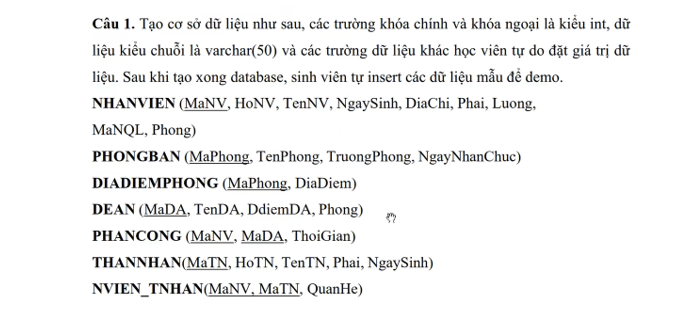 Câu 1. Tạo cơ sở dữ liệu như sau, các trường khóa chính và khóa ngoại là kiểu int, dữ
liệu kiểu chuỗi là varchar(50) và các trường dữ liệu khác học viên tự do đặt giá trị dữ
liệu. Sau khi tạo xong database, sinh viên tự insert các dữ liệu mẫu để demo.
NHANVIEN (MaNV, HoNV, TenNV, NgaySinh, DiaChi, Phai, Luong,
MaNQL, Phong)
PHONGBAN (MaPhong, TenPhong, TruongPhong, NgayNhanChuc)
DIADIEMPHONG (MaPhong, DiaDiem)
DEAN (MaDA, TenDA, DdiemDA, Phong)
PHANCONG (MaNV, MaDA, ThoiGian)
THANNHAN(MaTN, HoTN, TenTN, Phai, NgaySinh)
NVIEN_TNHAN(MaNV, MaTN, QuanHe)